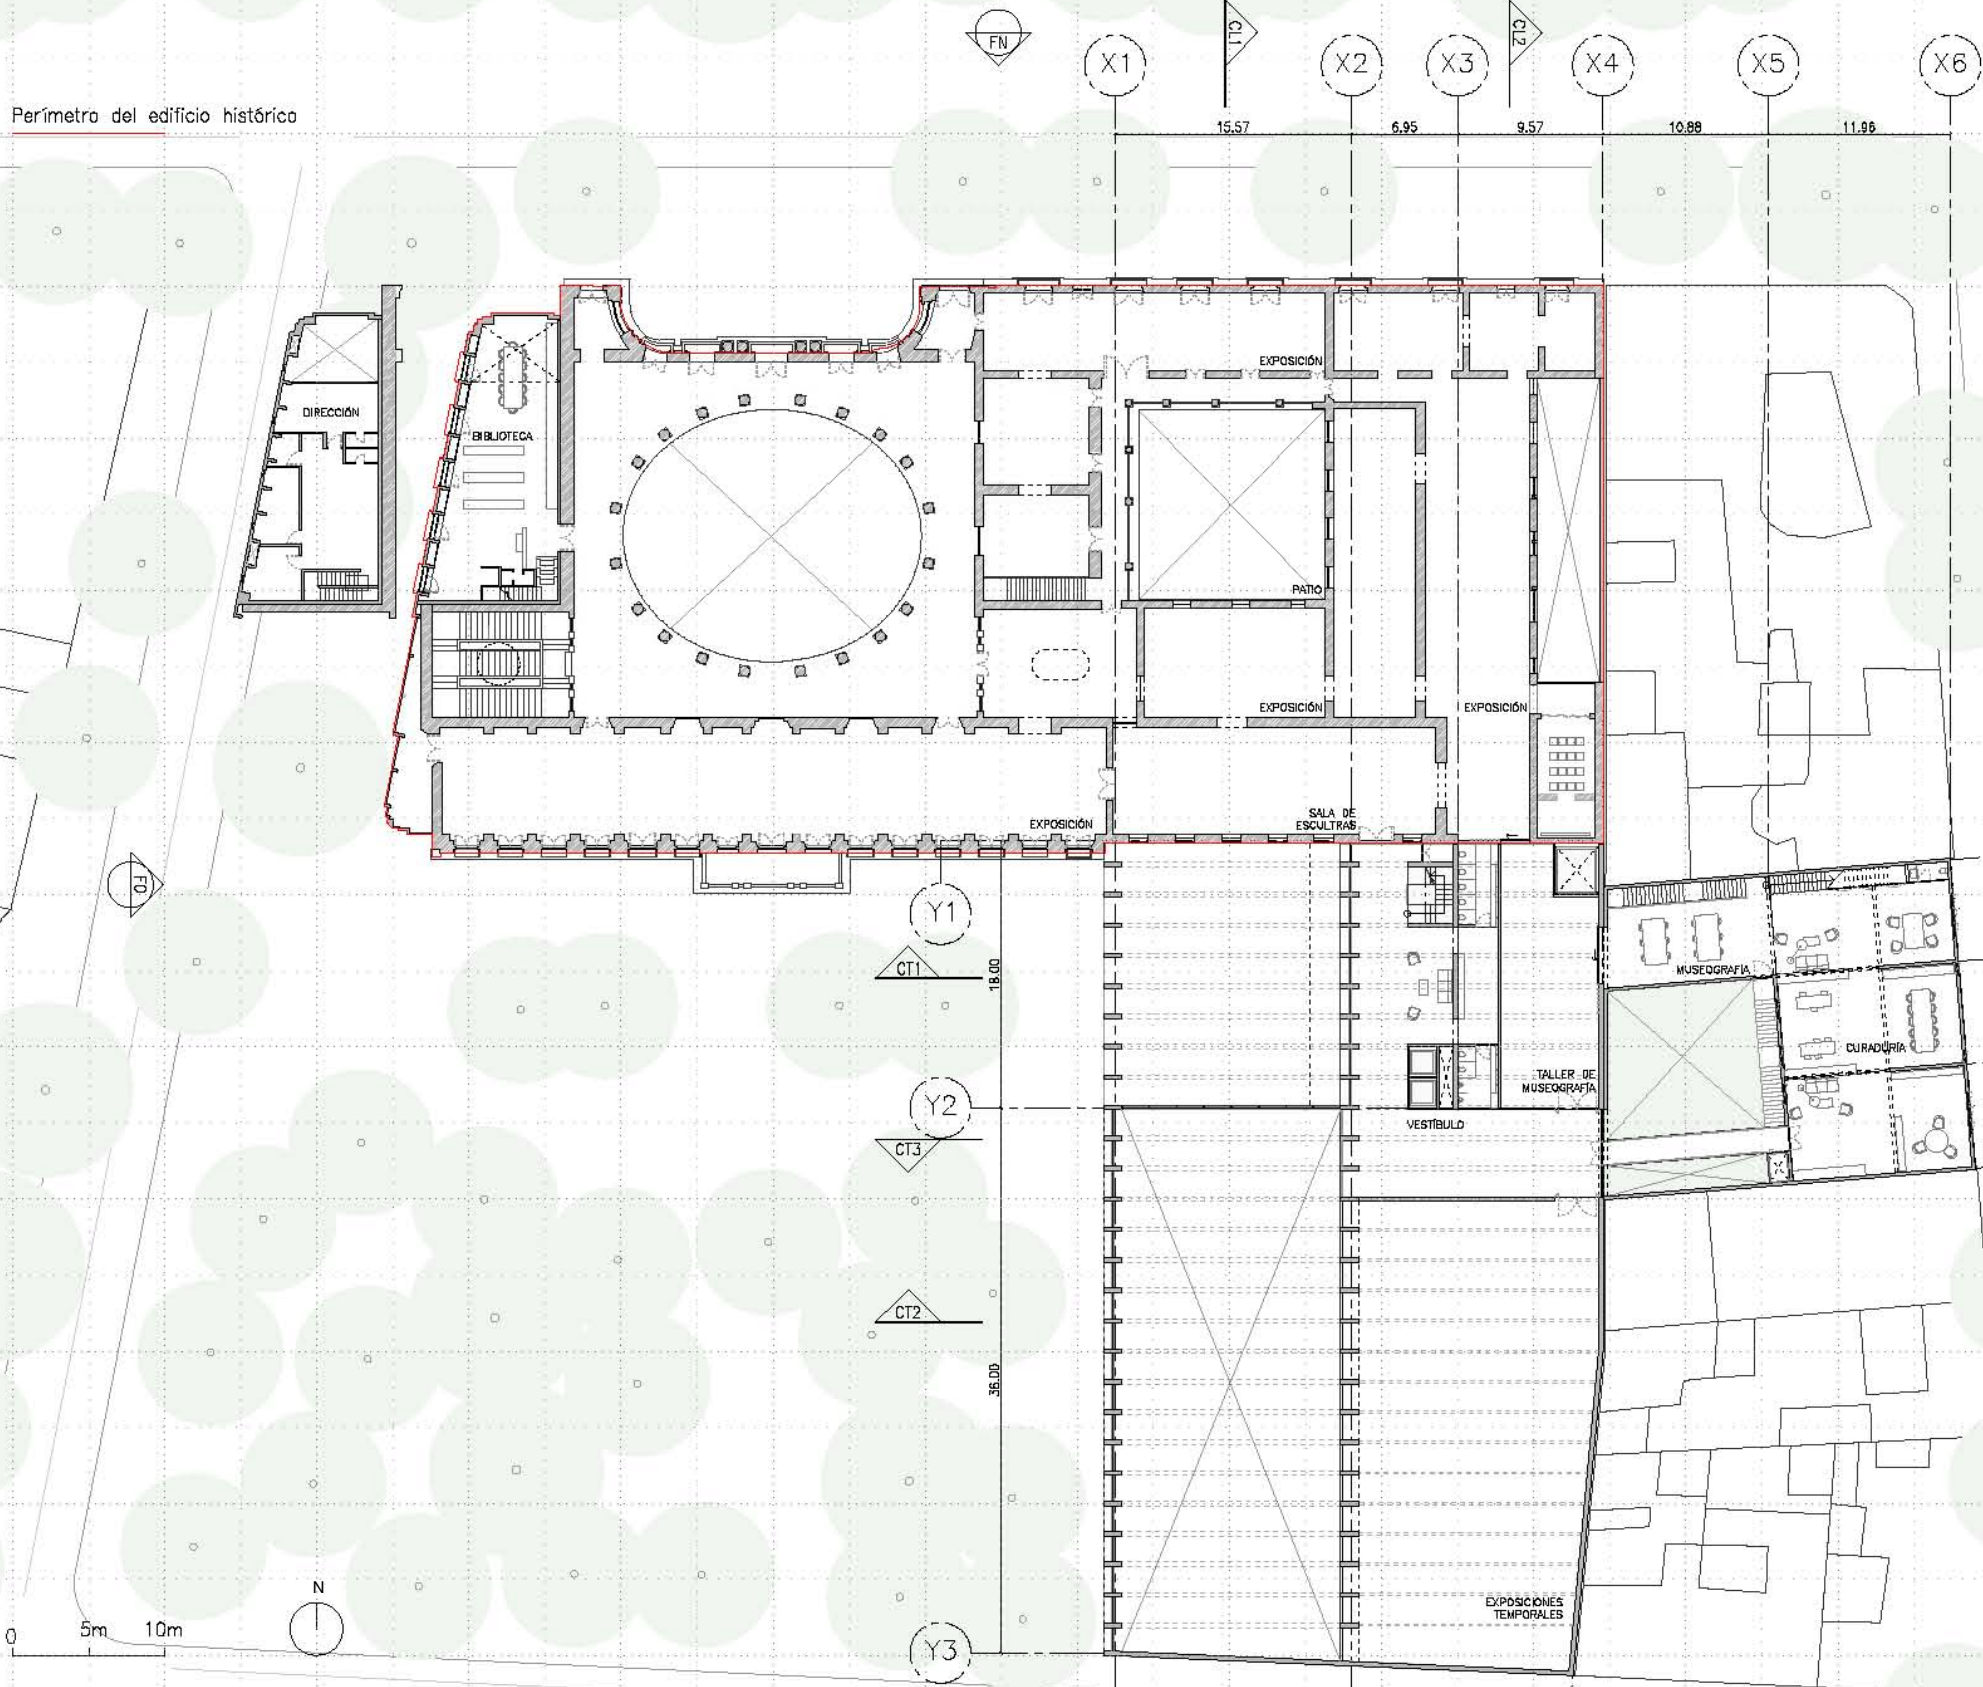 FN
CL1
CL2
X1
X2
X3
X4
X5
X6
Perímetro del edificio histórico
15.57
6.95
9.57
10.88
11.96
EXPOSICIÓN
DIRECCIÓN
BIBLIOTECA
PATIO
EXPOSICIÓN
EXPOSICIÓN
SALA DE
ESCULTRAS
EXPOSICIÓN
FO
Y1
CT1
18.00
MUSEOGRAFÍA
CURADURÍA
TALLER DE
MUSEOGRAFÍA
Y2
VESTÍBULO
CT3
CT2
36.00
N
EXPOSICIONES
TEMPORALES
0
5m
10m
Y3